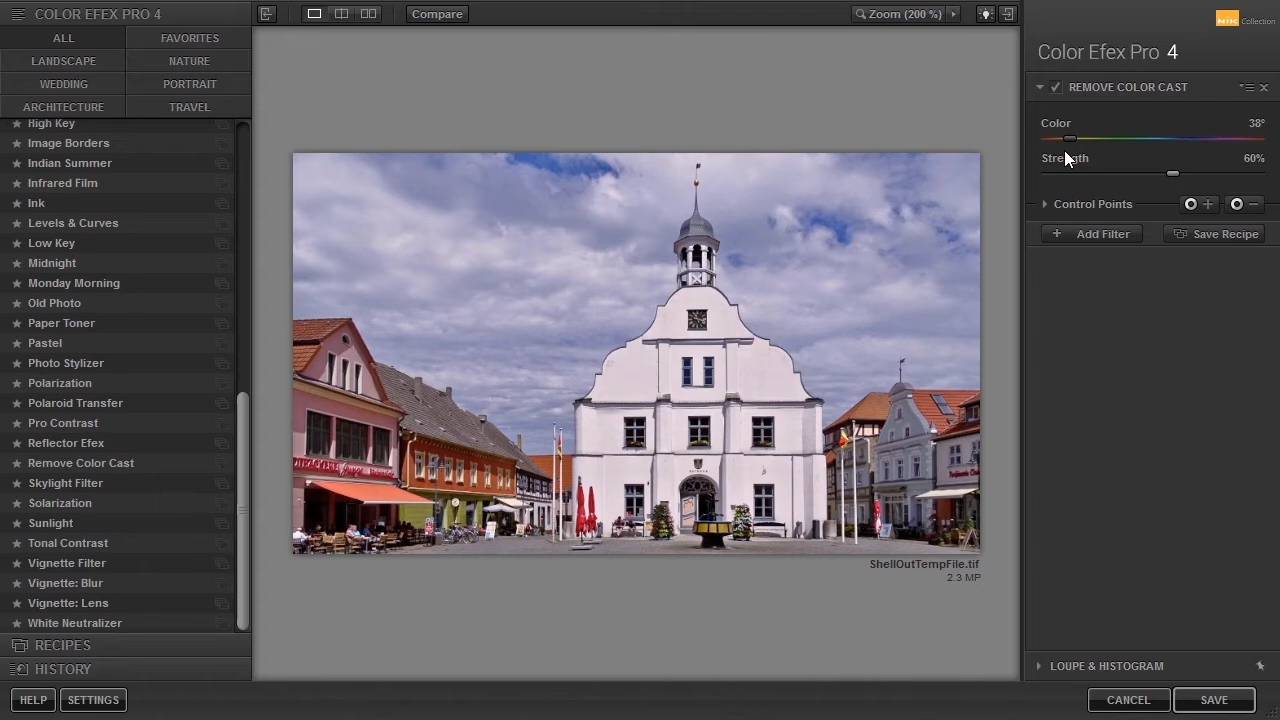 COLOR EFEX PRO 4
Compare
Zoom (200 %)
Nik Collection
ALL
FAVORITES
LANDSCAPE
NATURE
WEDDING
PORTRAIT
ARCHITECTURE
TRAVEL
High Key
Image Borders
Indian Summer
Infrared Film
Ink
Levels & Curves
Low Key
Midnight
Monday Morning
Old Photo
Paper Toner
Pastel
Photo Stylizer
Polarization
Polaroid Transfer
Pro Contrast
Reflector Efex
Remove Color Cast
Skylight Filter
Solarization
Sunlight
Tonal Contrast
Vignette Filter
Vignette: Blur
Vignette: Lens
White Neutralizer
RECIPES
HISTORY
HELP
SETTINGS
ShellOutTempFile.tif
2.3 MP
Color Efex Pro 4
REMOVE COLOR CAST
Color 38°
Strength 60%
Control Points
Add Filter
Save Recipe
LOUPE & HISTOGRAM
CANCEL
SAVE